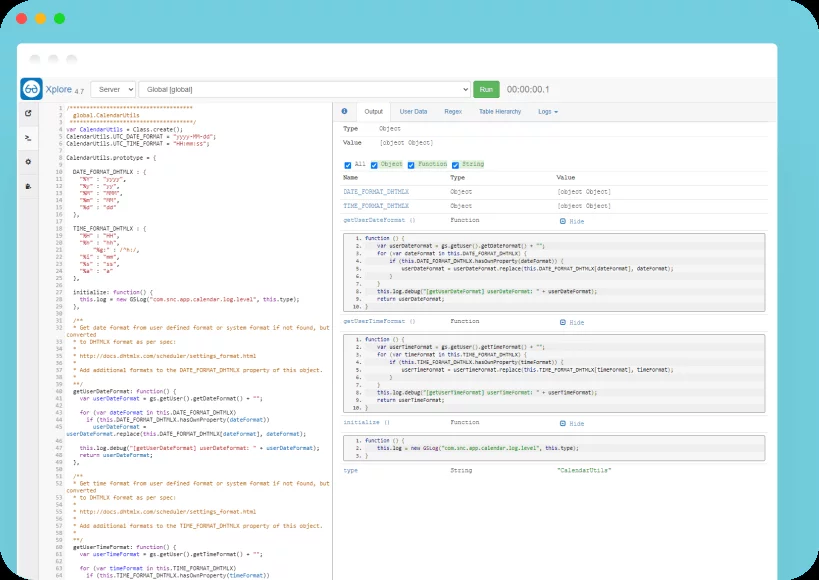 Xplore 4.7
Server
Global [global]
Run
00:00:00.1
1 /*************************************
2 global.CalendarUtils
3 *************************************/
4 var CalendarUtils = Class.create();
5 CalendarUtils.UTC_DATE_FORMAT = "yyyy-MM-dd";
6 CalendarUtils.UTC_TIME_FORMAT = "HH:mm:ss";
7
8 CalendarUtils.prototype = {
9
10 DATE_FORMAT_DHTMLX : {
11 "%Y" : "yyyy",
12 "%y" : "yy",
13 "%M" : "MMM",
14 "%m" : "MM",
15 "%d" : "dd"
16 },
17
18 TIME_FORMAT_DHTMLX : {
19 "%H" : "HH",
20 "%h" : "hh",
21 "%g:" : /^h:/,
22 "%i" : "mm",
23 "%s" : "ss",
24 "%a" : "a"
25 },
26
27 initialize: function() {
28 this.log = new GSLog("com.snc.app.calendar.log.level", this.type);
29 },
30
31 /**
32 * Get date format from user defined format or system format if not found, but
converted
33 * to DHTMLX format as per spec:
34 *
35 * http://docs.dhtmlx.com/scheduler/settings_format.html
36 *
37 * Add additional formats to the DATE_FORMAT_DHTMLX property of this object.
38 *
39 **/
40 getUserDateFormat: function() {
41 var userDateFormat = gs.getUser().getDateFormat() + "";
42
43 for (var dateFormat in this.DATE_FORMAT_DHTMLX)
44 if (this.DATE_FORMAT_DHTMLX.hasOwnProperty(dateFormat))
45 userDateFormat =
userDateFormat.replace(this.DATE_FORMAT_DHTMLX[dateFormat], dateFormat);
46
47 this.log.debug("[getUserDateFormat] userDateFormat: " + userDateFormat);
48 return userDateFormat;
49 },
50
51 /**
52 * Get time format from user defined format or system format if not found, but
converted
53 * to DHTMLX format as per spec:
54 *
55 * http://docs.dhtmlx.com/scheduler/settings_format.html
56 *
57 * Add additional formats to the TIME_FORMAT_DHTMLX property of this object.
58 *
59 **/
60 getUserTimeFormat: function() {
61 var userTimeFormat = gs.getUser().getTimeFormat() + "";
62
63 for (var timeFormat in this.TIME_FORMAT_DHTMLX)
64 if (this.TIME_FORMAT_DHTMLX.hasOwnProperty(timeFormat))
Output
User Data
Regex
Table Hierarchy
Logs
Type Object
Value [object Object]
All Object Function String
Name Type Value
DATE_FORMAT_DHTMLX Object [object Object]
TIME_FORMAT_DHTMLX Object [object Object]
getUserDateFormat () Function Hide
1. function () {
2. var userDateFormat = gs.getUser().getDateFormat() + "";
3. for (var dateFormat in this.DATE_FORMAT_DHTMLX) {
4. if (this.DATE_FORMAT_DHTMLX.hasOwnProperty(dateFormat)) {
5. userDateFormat = userDateFormat.replace(this.DATE_FORMAT_DHTMLX[dateFormat], dateFormat);
6. }
7. }
8. this.log.debug("[getUserDateFormat] userDateFormat: " + userDateFormat);
9. return userDateFormat;
10. }
getUserTimeFormat () Function Hide
1. function () {
2. var userTimeFormat = gs.getUser().getTimeFormat() + "";
3. for (var timeFormat in this.TIME_FORMAT_DHTMLX) {
4. if (this.TIME_FORMAT_DHTMLX.hasOwnProperty(timeFormat)) {
5. userTimeFormat = userTimeFormat.replace(this.TIME_FORMAT_DHTMLX[timeFormat], timeFormat);
6. }
7. }
8. this.log.debug("[getUserTimeFormat] userTimeFormat: " + userTimeFormat);
9. return userTimeFormat;
10. }
initialize () Function Hide
1. function () {
2. this.log = new GSLog("com.snc.app.calendar.log.level", this.type);
3. }
type String "CalendarUtils"